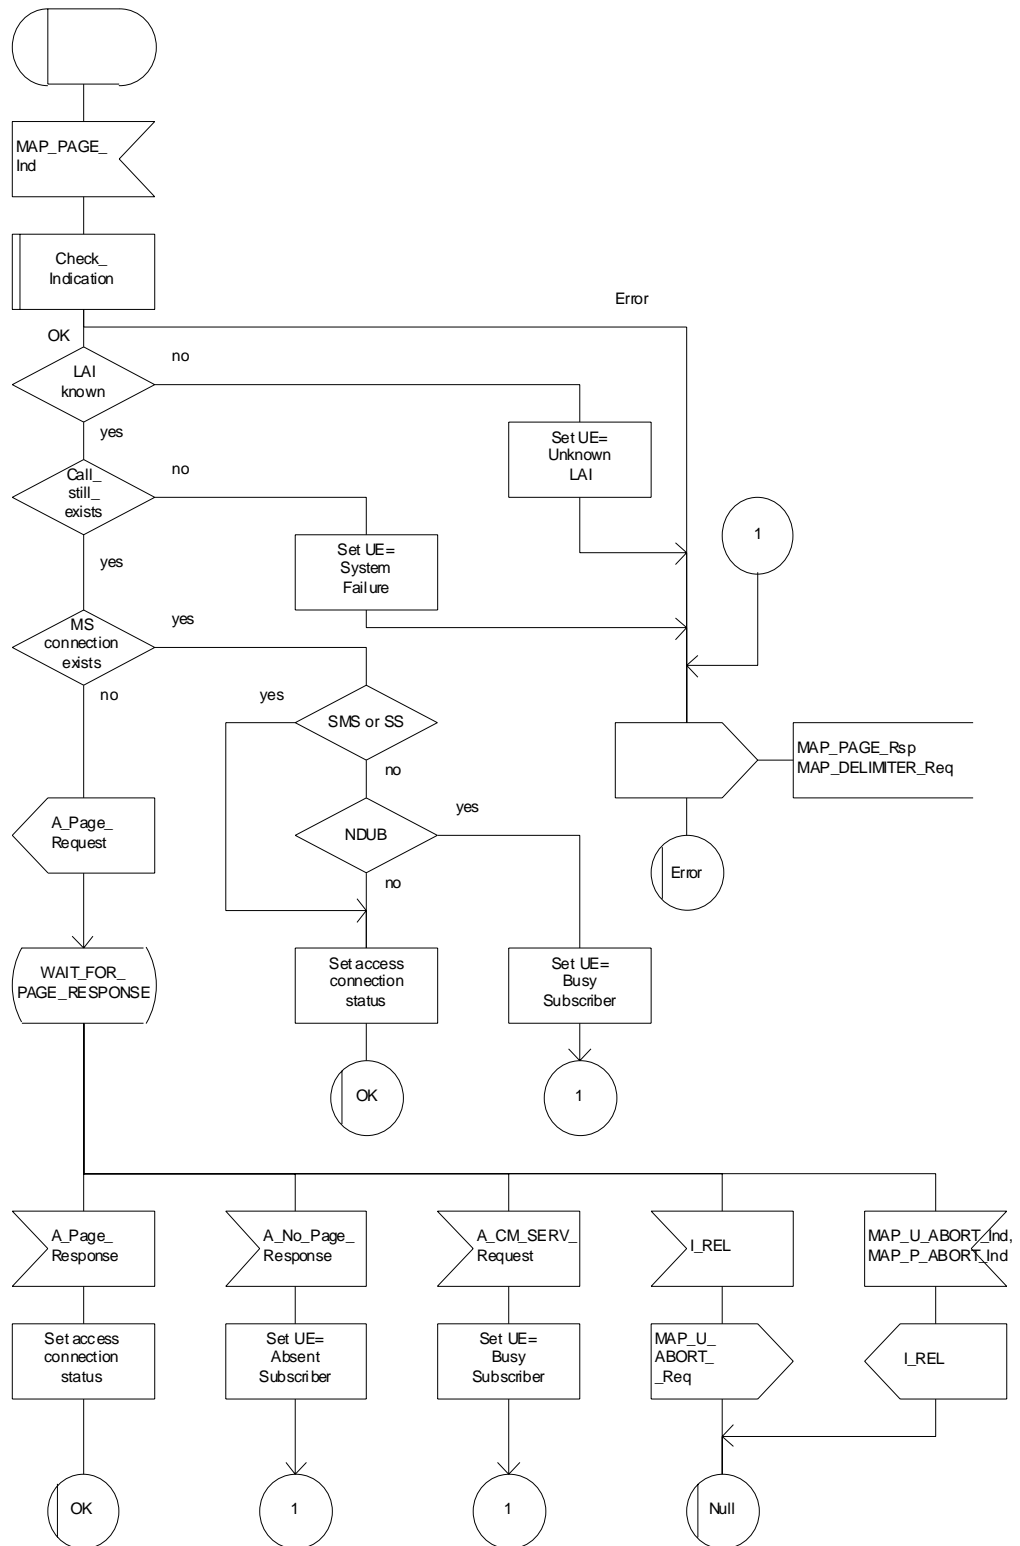 MAP_PAGE_
Ind
Check_
Indication
Error
OK
no
LAI
known
yes
Set UE=
Unknown
LAI
no
Call_
still_
exists
1
yes
Set UE=
System
Failure
yes
MS
connection
exists
no
yes
SMS or SS
MAP_PAGE_Rsp
MAP_DELIMITER_Req
no
A_Page_
Request
yes
NDUB
Error
no
WAIT_FOR_
PAGE_RESPONSE
Set access
connection
status
Set UE=
Busy
Subscriber
OK
1
A_Page_
Response
A_No_Page_
Response
A_CM_SERV_
Request
I_REL
MAP_U_ABORT_Ind,
MAP_P_ABORT_Ind
Set access
connection
status
Set UE=
Absent
Subscriber
Set UE=
Busy
Subscriber
MAP_U_
ABORT_
_Req
I_REL
OK
1
1
Null